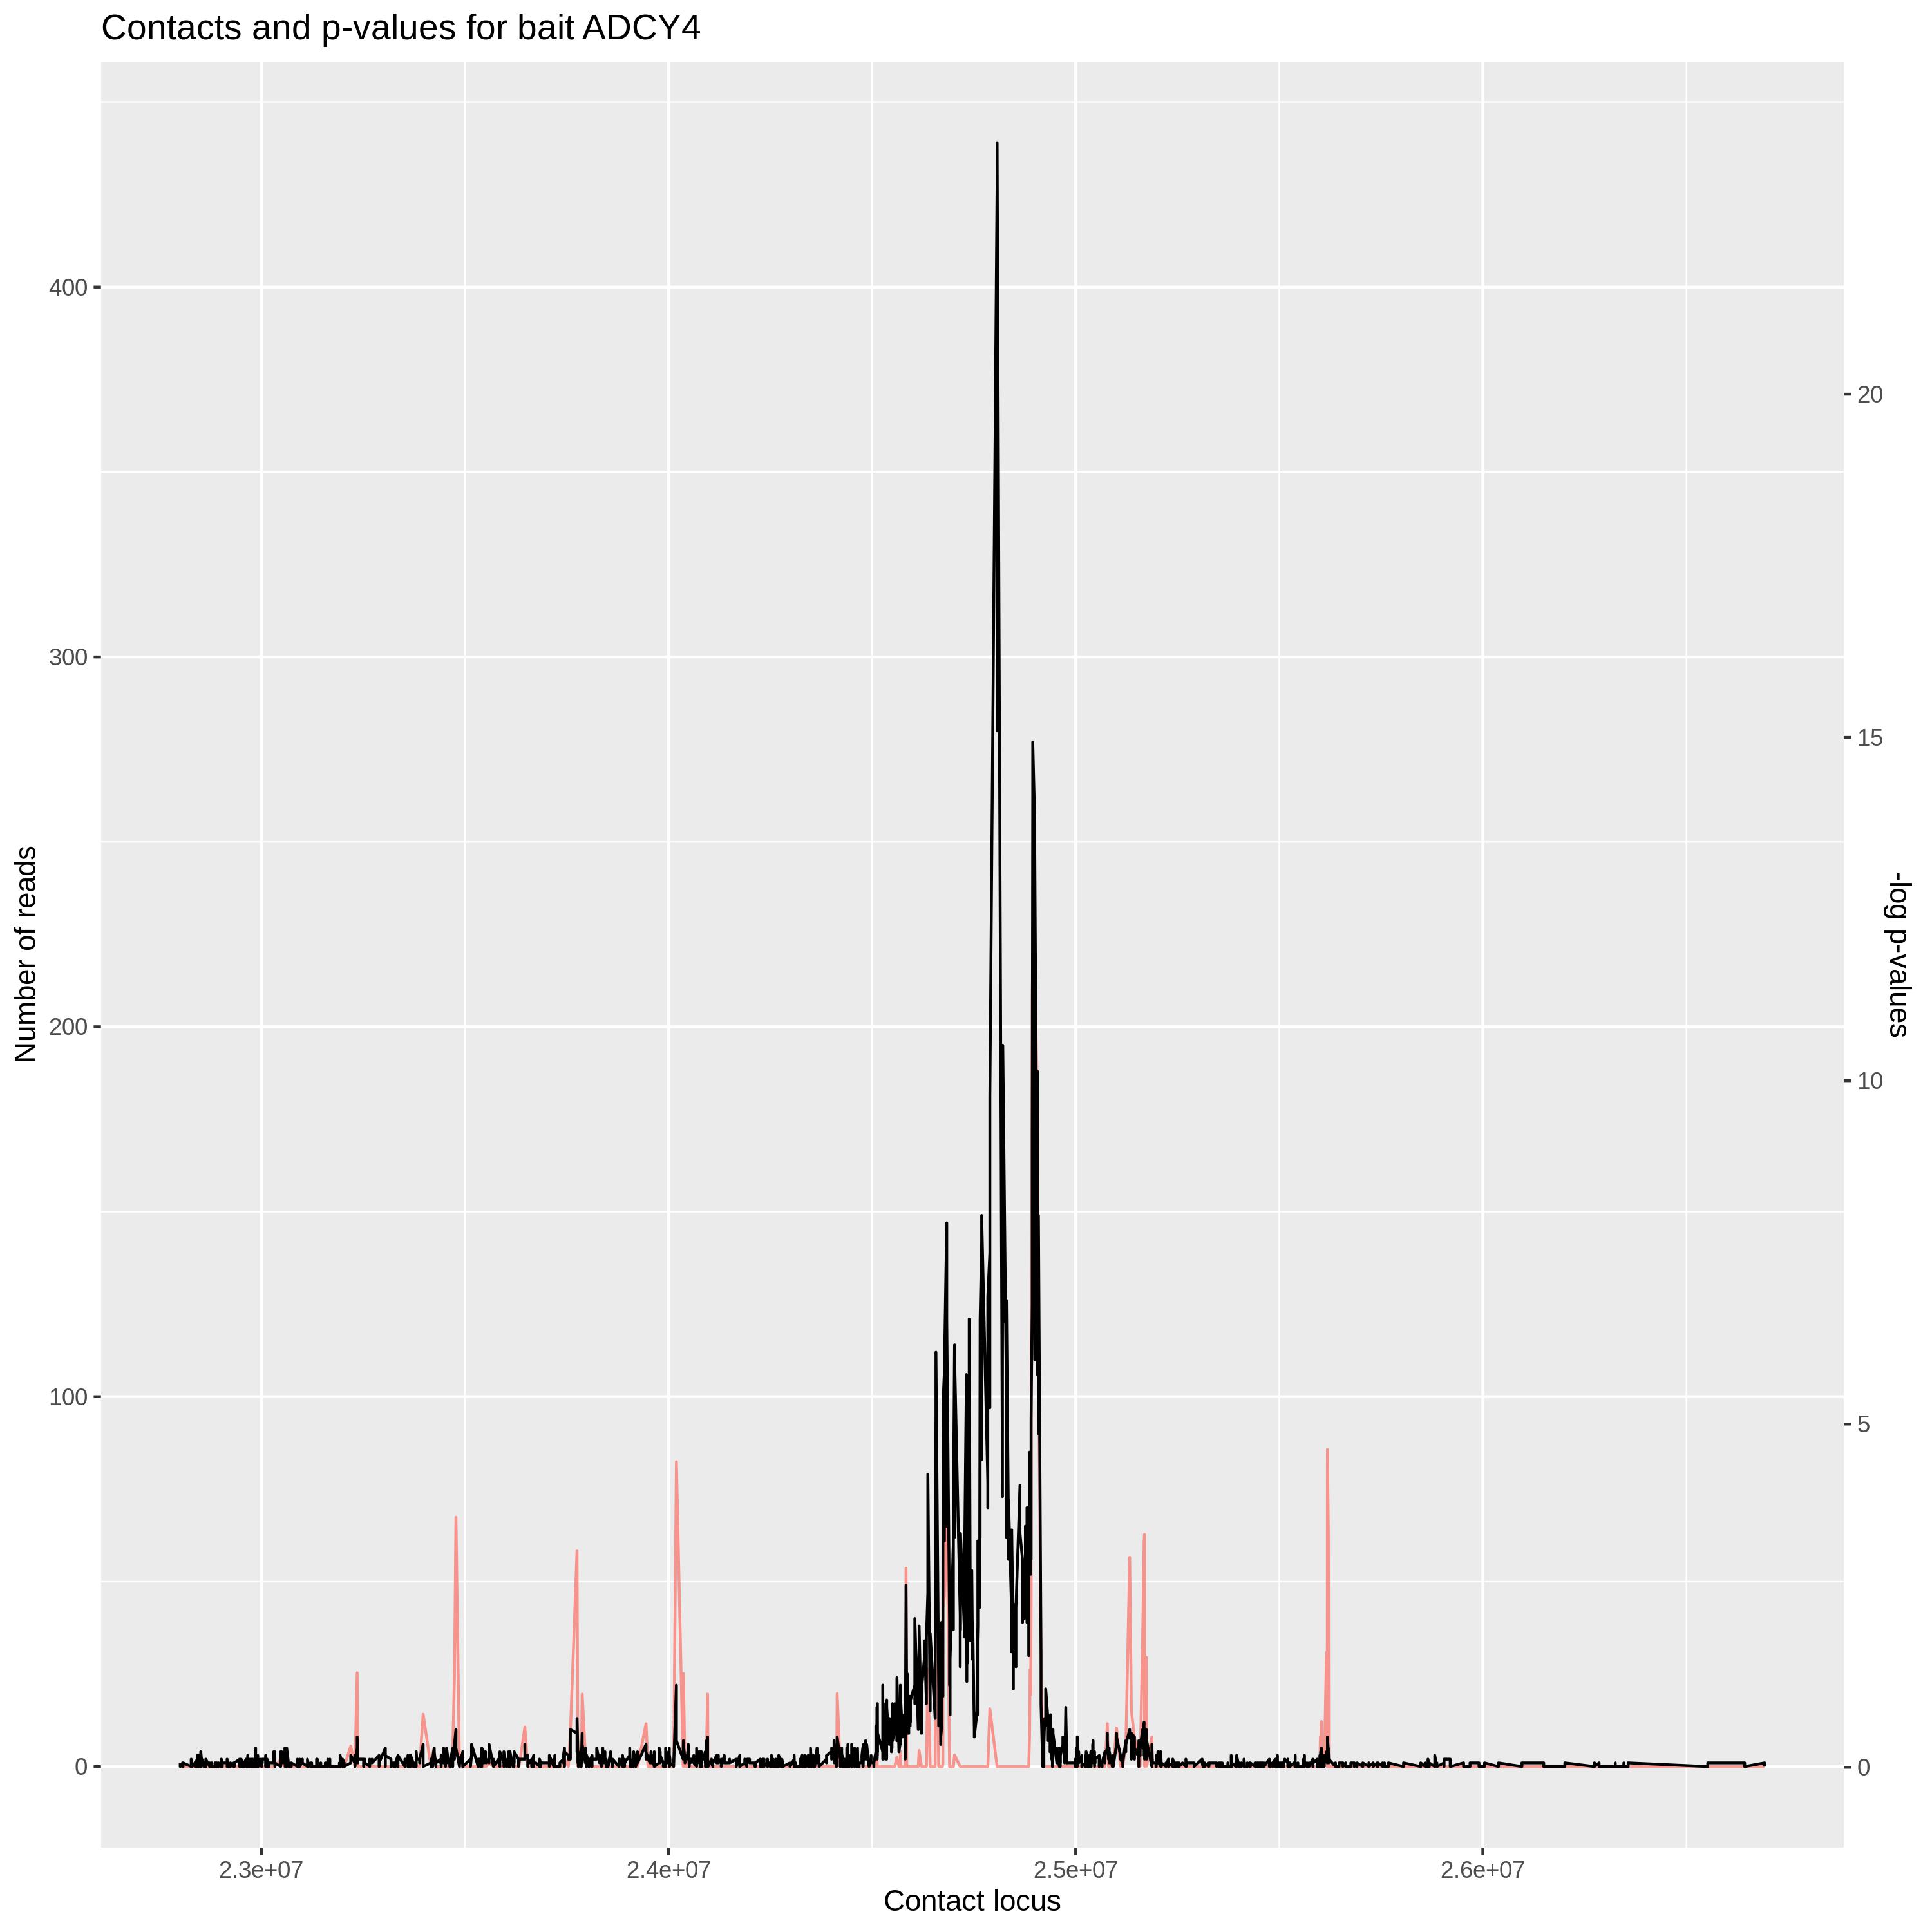 Contacts and p-values for bait ADCY4
400
300
200
100
0
Number of reads
20
15
10
5
0
-log p-values
2.3e+07
2.4e+07
2.5e+07
2.6e+07
Contact locus